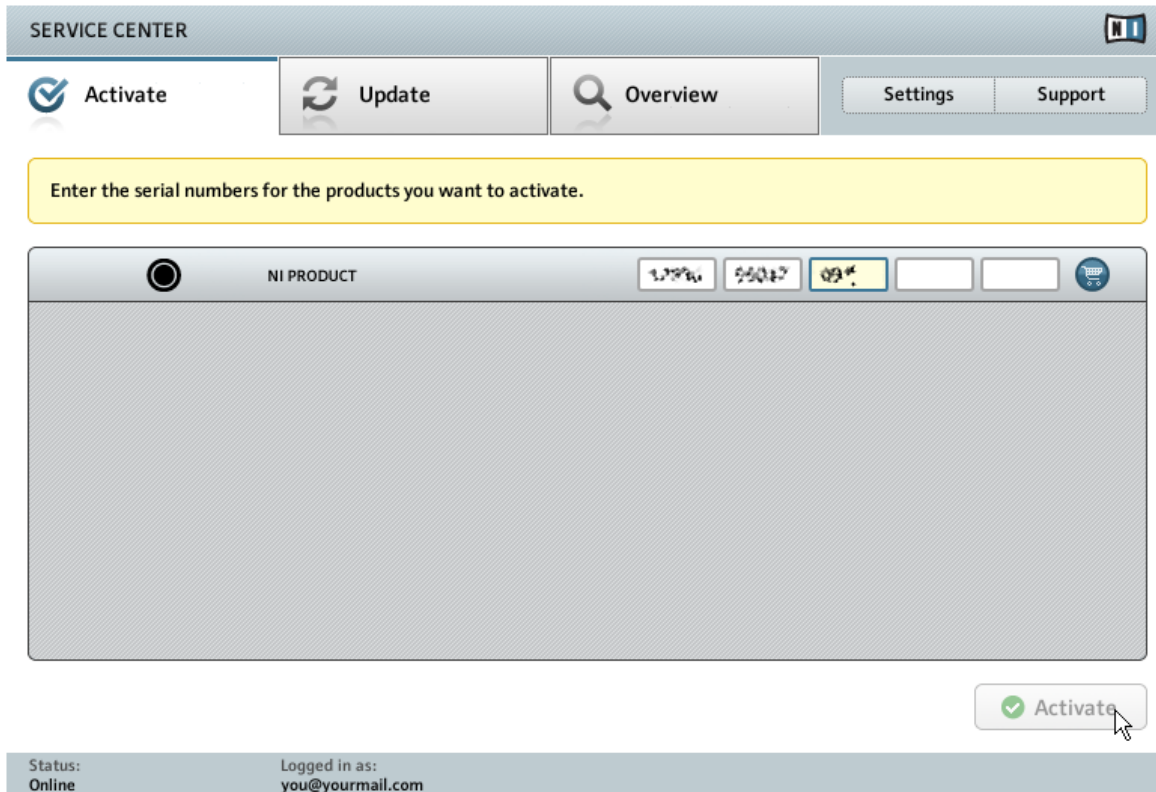 SERVICE CENTER
NI
Activate
Update
Overview
Settings
Support
Enter the serial numbers for the products you want to activate.
NI PRODUCT
Activate
Status:
Logged in as:
Online
you@yourmail.com